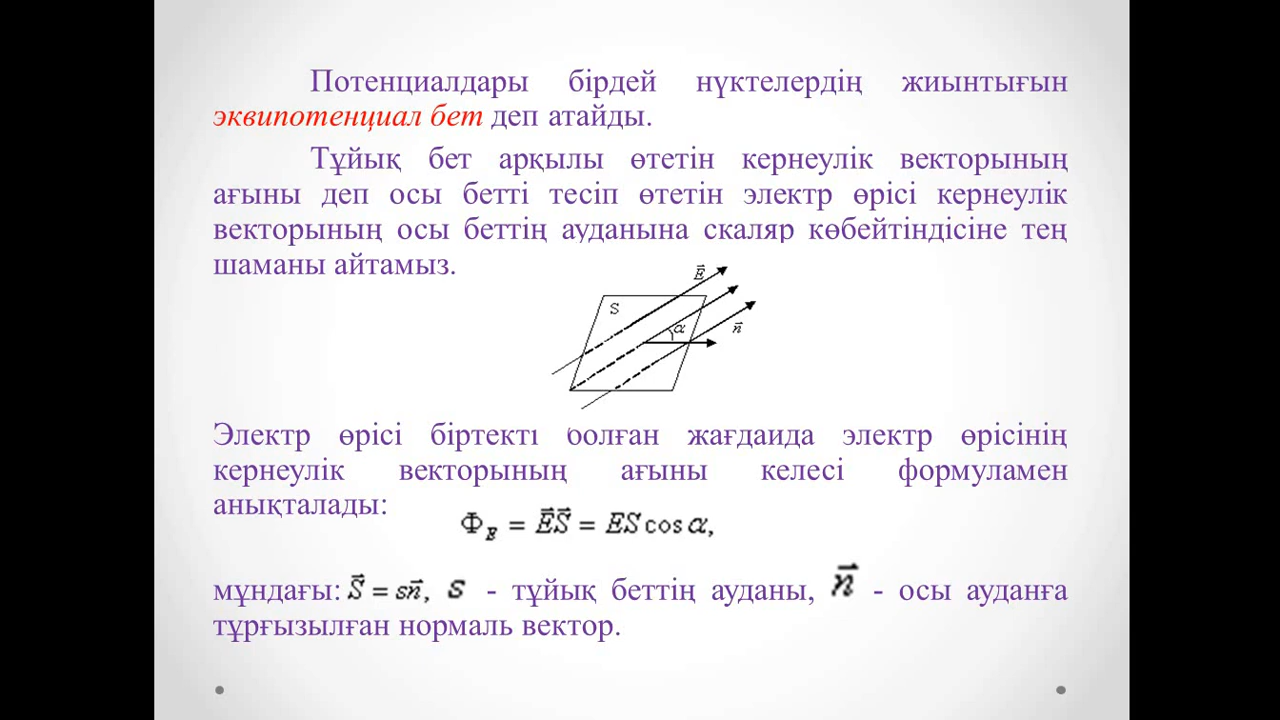 Потенциалдары бірдей нүктелердің жиынтығын
эквипотенциал бет деп атайды.
Тұйық бет арқылы өтетін кернеулік векторының
ағыны деп осы бетті тесіп өтетін электр өрісі кернеулік
векторының осы беттің ауданына скаляр көбейтіндісіне тең
шаманы айтамыз.
E⃗
S
α
n⃗
Электр өрісі біртекті болған жағдайда электр өрісінің
кернеулік векторының ағыны келесі формуламен
анықталады:
Φ_E = E⃗S⃗ = ES cos α,
мұндағы: S⃗ = sn⃗, s - тұйық беттің ауданы, n⃗ - осы ауданға
тұрғызылған нормаль вектор.